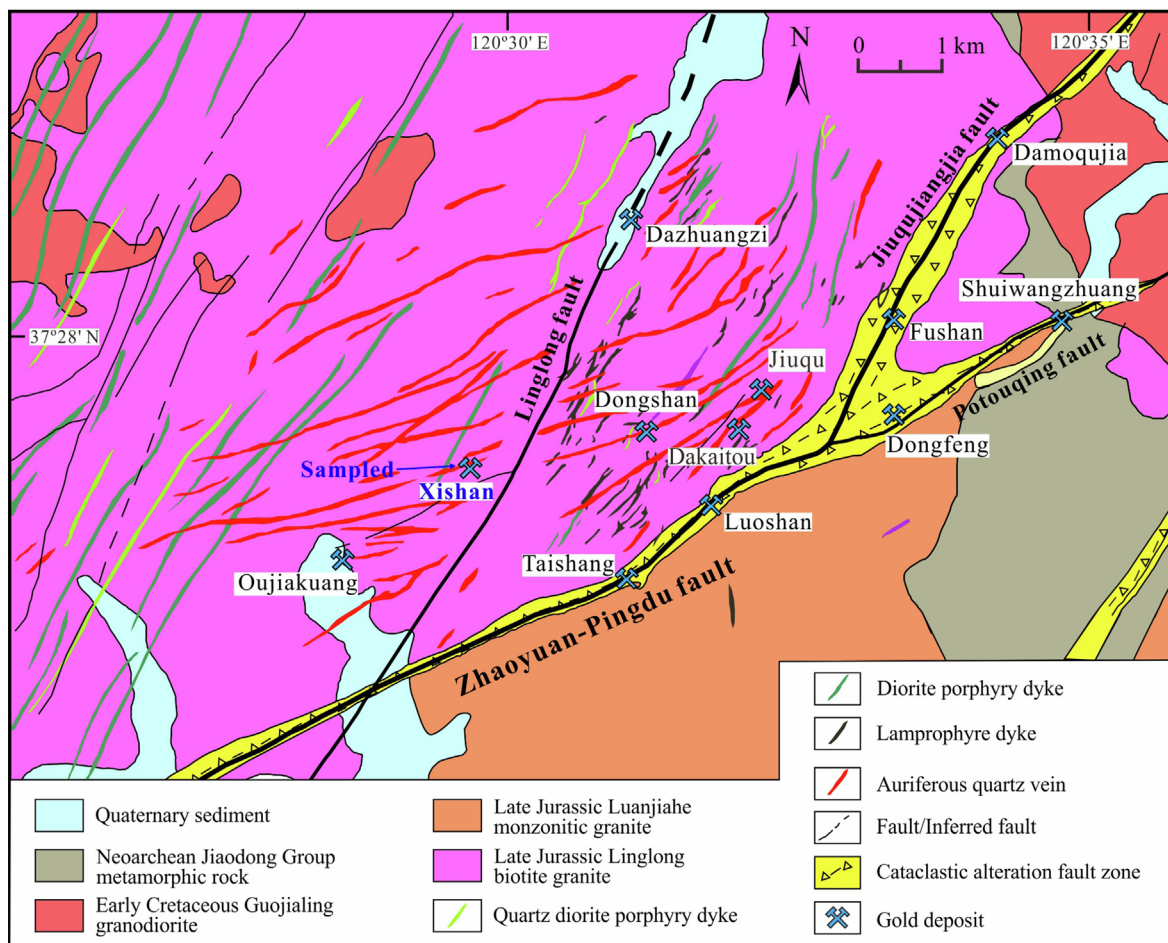 120°30' E
120°35' E
N
0 1 km
Damoqujia
Jiuqujiangjia fault
Dazhuangzi
Shuiwangzhuang
37°28' N
Linglong fault
Fushan
Potouqing fault
Jiuqu
Dongshan
Dongfeng
Dakaitou
Sampled
Xishan
Luoshan
Taishang
Oujiakuang
Zhaoyuan-Pingdu fault
Quaternary sediment
Neoarchean Jiaodong Group
metamorphic rock
Early Cretaceous Guojialing
granodiorite
Late Jurassic Luanjiahe
monzonitic granite
Late Jurassic Linglong
biotite granite
Quartz diorite porphyry dyke
Diorite porphyry dyke
Lamprophyre dyke
Auriferous quartz vein
Fault/Inferred fault
Cataclastic alteration fault zone
Gold deposit